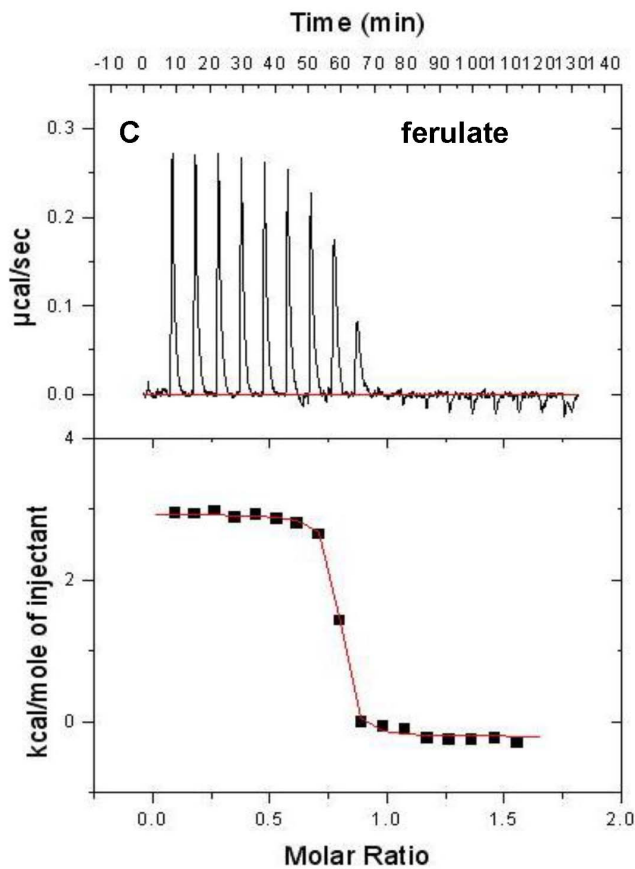 Time (min)
-10 0 10 20 30 40 50 60 70 80 90 100 110 120 130 140
C ferulate
0.3
0.2
0.1
0.0
µcal/sec
4
2
0
kcal/mole of injectant
0.0 0.5 1.0 1.5 2.0
Molar Ratio